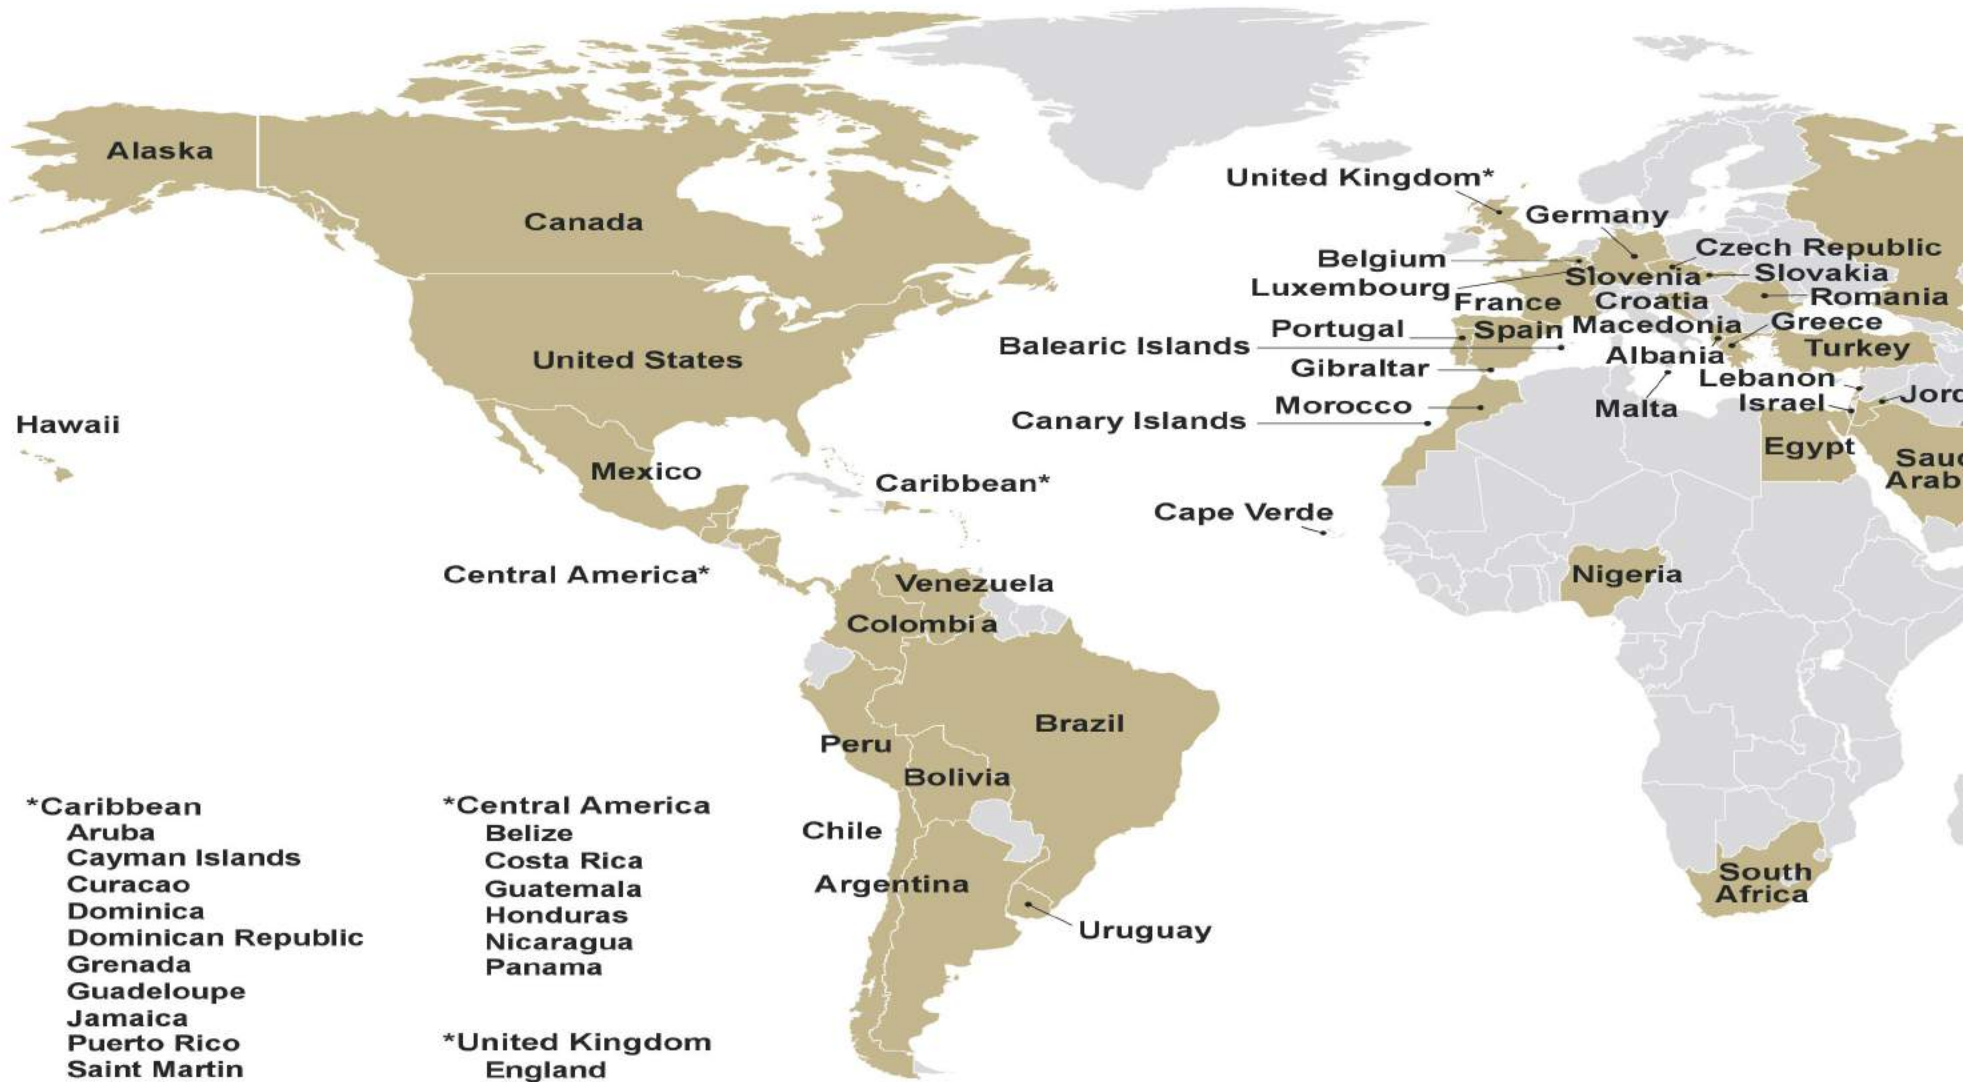 Alaska
Canada
United States
Hawaii
Mexico
Caribbean*
Central America*
Venezuela
Colombia
Brazil
Peru
Bolivia
Chile
Argentina
Uruguay
United Kingdom*
Germany
Belgium
Czech Republic
Luxembourg
Slovenia
Slovakia
France
Croatia
Romania
Portugal
Spain
Macedonia
Greece
Balearic Islands
Albania
Turkey
Gibraltar
Lebanon
Morocco
Malta
Israel
Jord
Canary Islands
Egypt
Saud
Arab
Cape Verde
Nigeria
South
Africa
*Caribbean
Aruba
Cayman Islands
Curacao
Dominica
Dominican Republic
Grenada
Guadeloupe
Jamaica
Puerto Rico
Saint Martin
*Central America
Belize
Costa Rica
Guatemala
Honduras
Nicaragua
Panama
*United Kingdom
England